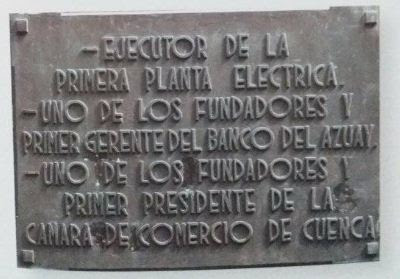 -EJECUTOR DE LA
PRIMERA PLANTA ELECTRICA.
-UNO DE LOS FUNDADORES Y
PRIMER GERENTE DEL BANCO DEL AZUAY.
-UNO DE LOS FUNDADORES Y
PRIMER PRESIDENTE DE LA
CAMARA DE COMERCIO DE CUENCA